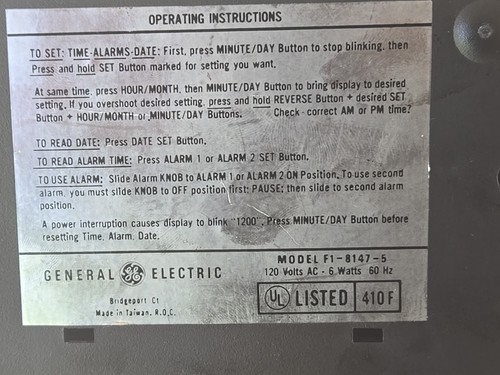 OPERATING INSTRUCTIONS
TO SET: TIME-ALARMS-DATE: First, press MINUTE/DAY Button to stop blinking, then
Press and hold SET Button marked for setting you want.
At same time, press HOUR/MONTH, then MINUTE/DAY Button to bring display to desired
setting. If you overshoot desired setting, press and hold REVERSE Button + desired SET
Button + HOUR/MONTH or MINUTE/DAY Buttons. Check-correct AM or PM time?
TO READ DATE: Press DATE SET Button.
TO READ ALARM TIME: Press ALARM 1 or ALARM 2 SET Button.
TO USE ALARM: Slide Alarm KNOB to ALARM 1 or ALARM 2 ON Position. To use second
alarm, you must slide KNOB to OFF position first; PAUSE; then slide to second alarm
position.
A power interruption causes display to blink "1200". Press MINUTE/DAY Button before
resetting Time, Alarm, Date.
GENERAL GE ELECTRIC
Bridgeport Ct
Made in Taiwan, R.O.C.
MODEL F1-8147-5
120 Volts AC - 6 Watts 60 Hz
UL LISTED 410F